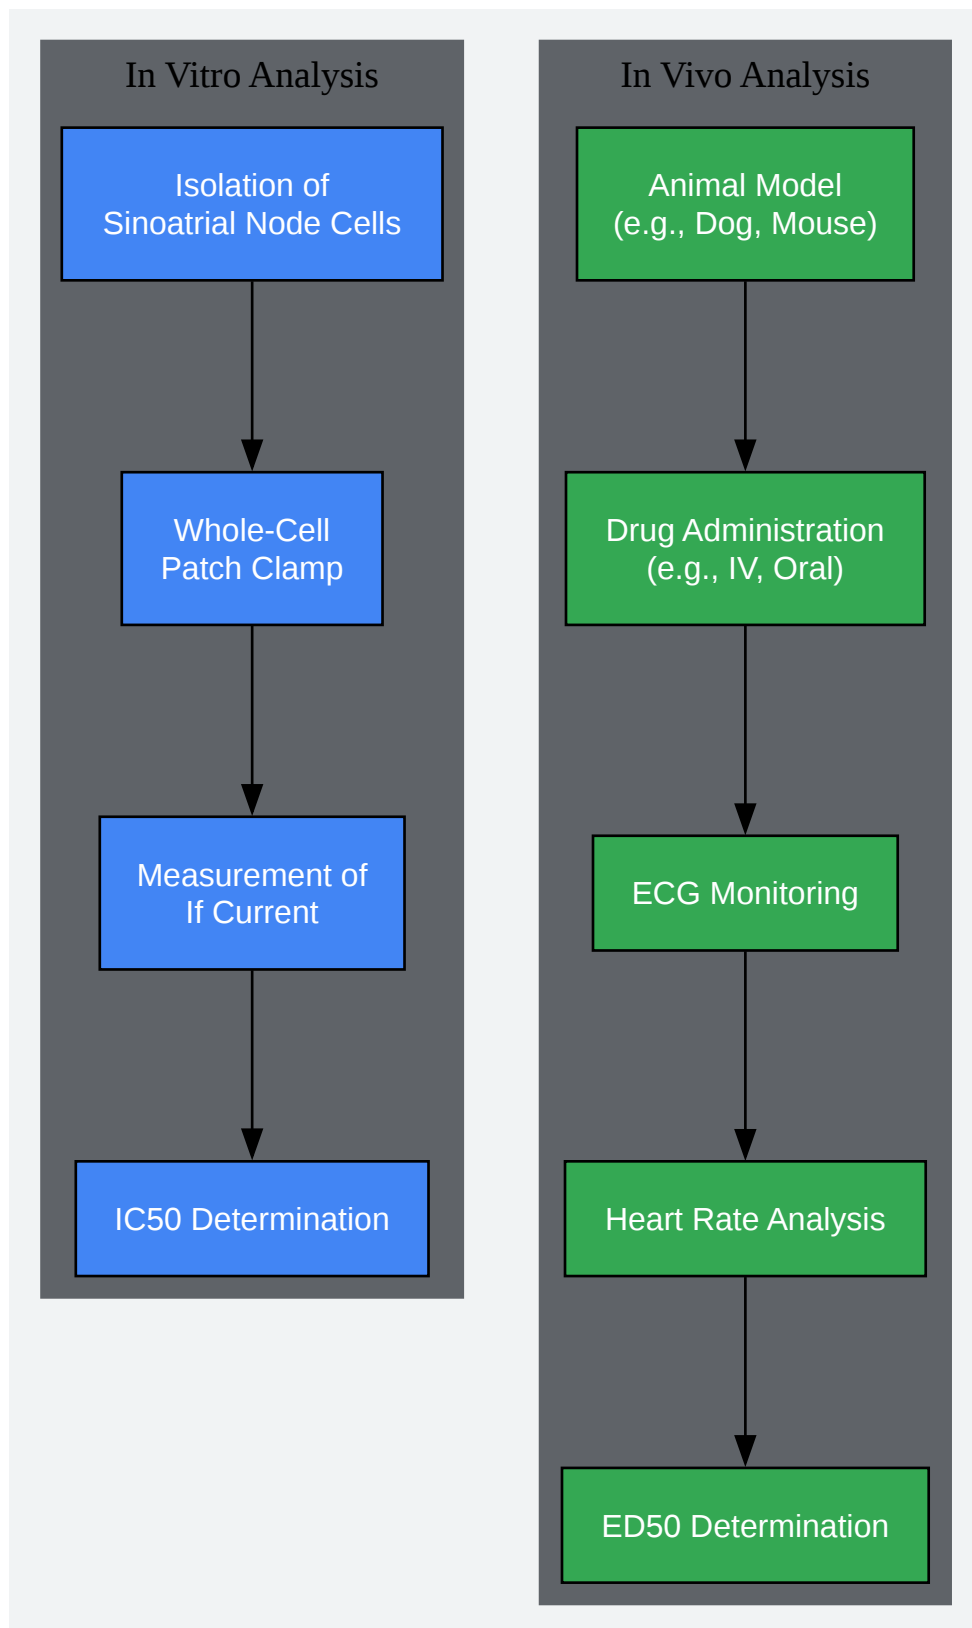 In Vitro Analysis
Isolation of
Sinoatrial Node Cells
Whole-Cell
Patch Clamp
Measurement of
If Current
IC50 Determination
In Vivo Analysis
Animal Model
(e.g., Dog, Mouse)
Drug Administration
(e.g., IV, Oral)
ECG Monitoring
Heart Rate Analysis
ED50 Determination